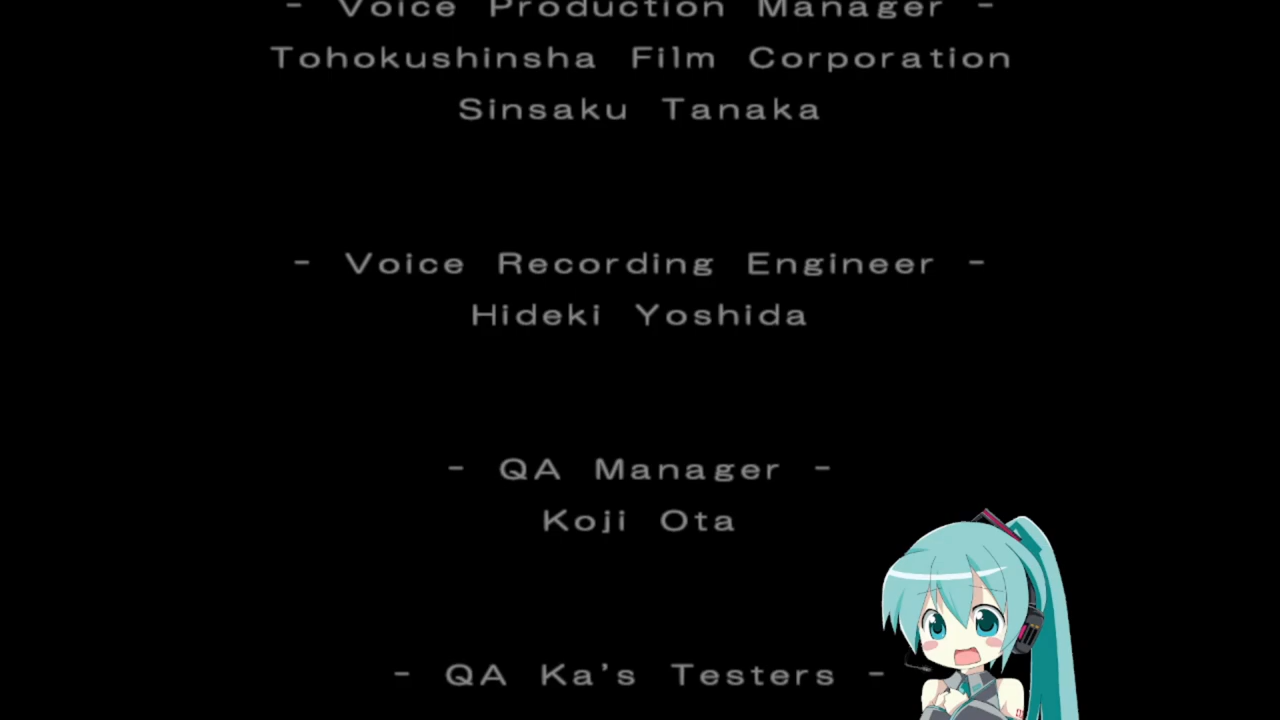 - Voice Production Manager -
Tohokushinsha Film Corporation
Sinsaku Tanaka
- Voice Recording Engineer -
Hideki Yoshida
- QA Manager -
Koji Ota
- QA Ka's Testers -